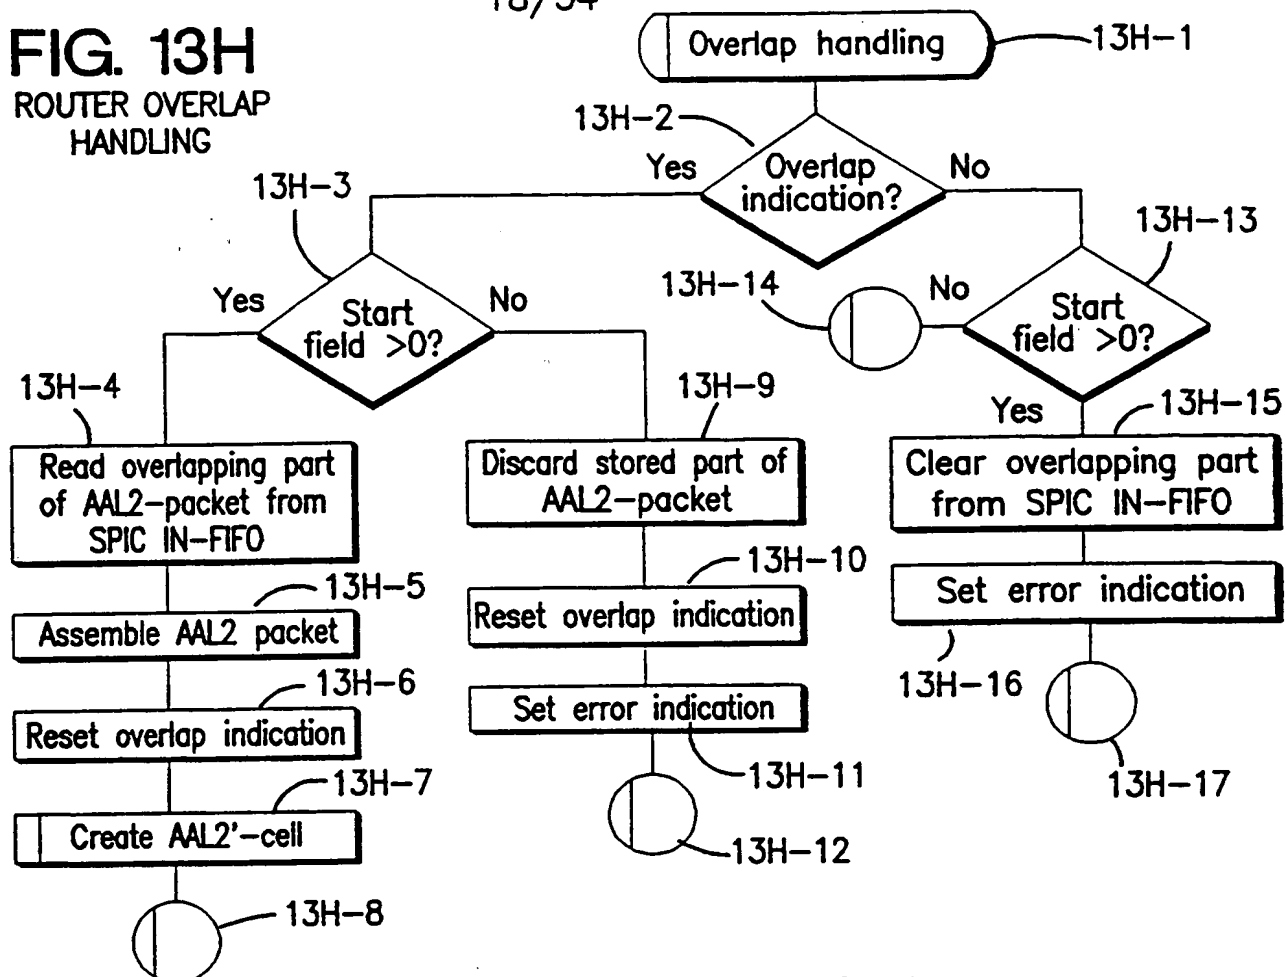 18/54
FIG. 13H
ROUTER OVERLAP
HANDLING
Overlap handling
13H-1
13H-2
Overlap
indication?
Yes
No
13H-3
Start
field >0?
Yes
No
13H-4
Read overlapping part
of AAL2-packet from
SPIC IN-FIFO
13H-5
Assemble AAL2 packet
13H-6
Reset overlap indication
13H-7
Create AAL2'-cell
13H-8
13H-9
Discard stored part of
AAL2-packet
13H-10
Reset overlap indication
Set error indication
13H-11
13H-12
13H-13
Start
field >0?
No
13H-14
Yes
13H-15
Clear overlapping part
from SPIC IN-FIFO
Set error indication
13H-16
13H-17